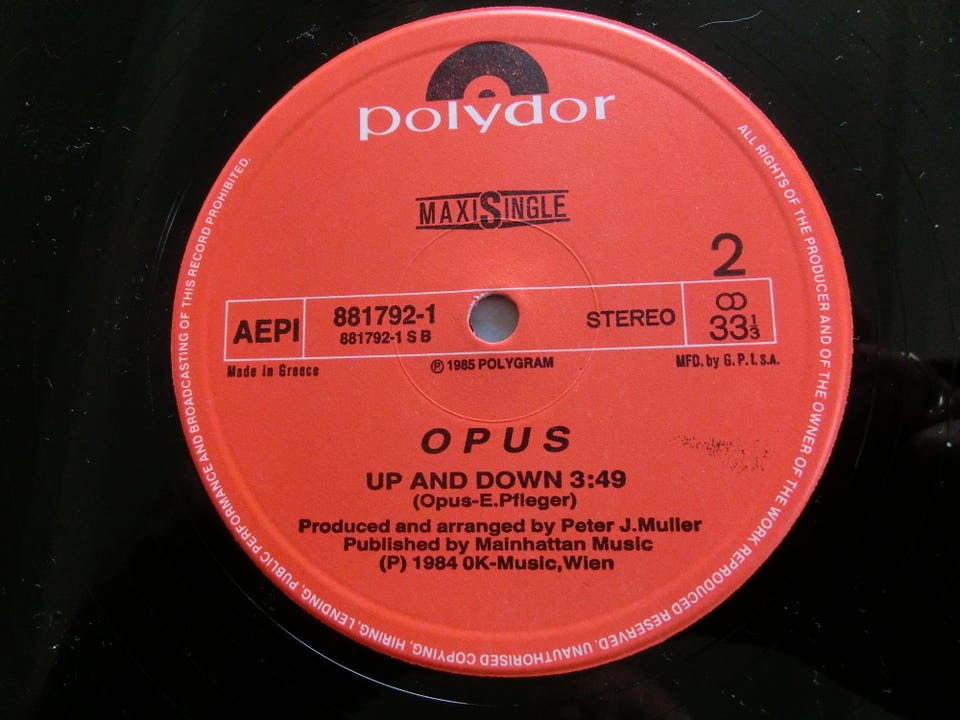 polydor
MAXISINGLE
2
AEPI
881792-1
881792-1 S B
STEREO
33⅓
Made in Greece
℗ 1985 POLYGRAM
MFD. by G.P.I.S.A.
OPUS
UP AND DOWN 3:49
(Opus-E.Pfleger)
Produced and arranged by Peter J.Muller
Published by Mainhattan Music
(P) 1984 OK-Music,Wien
ALL RIGHTS OF THE PRODUCER AND OF THE OWNER OF THE WORK REPRODUCED RESERVED. UNAUTHORISED COPYING, HIRING, LENDING, PUBLIC PERFORMANCE AND BROADCASTING OF THIS RECORD PROHIBITED.